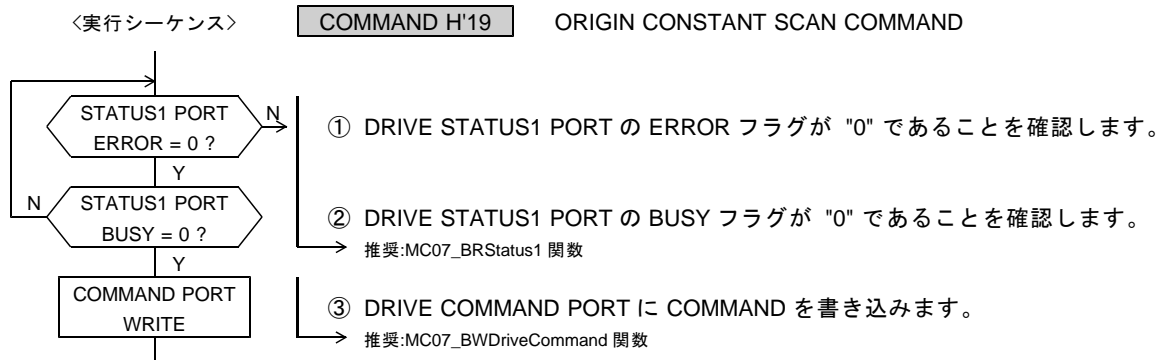 〈実行シーケンス〉 COMMAND H'19 ORIGIN CONSTANT SCAN COMMAND
STATUS1 PORT
ERROR = 0 ?
N
Y
① DRIVE STATUS1 PORT の ERROR フラグが "0" であることを確認します。
STATUS1 PORT
BUSY = 0 ?
N
Y
② DRIVE STATUS1 PORT の BUSY フラグが "0" であることを確認します。
推奨:MC07_BRStatus1 関数
COMMAND PORT
WRITE
③ DRIVE COMMAND PORT に COMMAND を書き込みます。
推奨:MC07_BWDriveCommand 関数